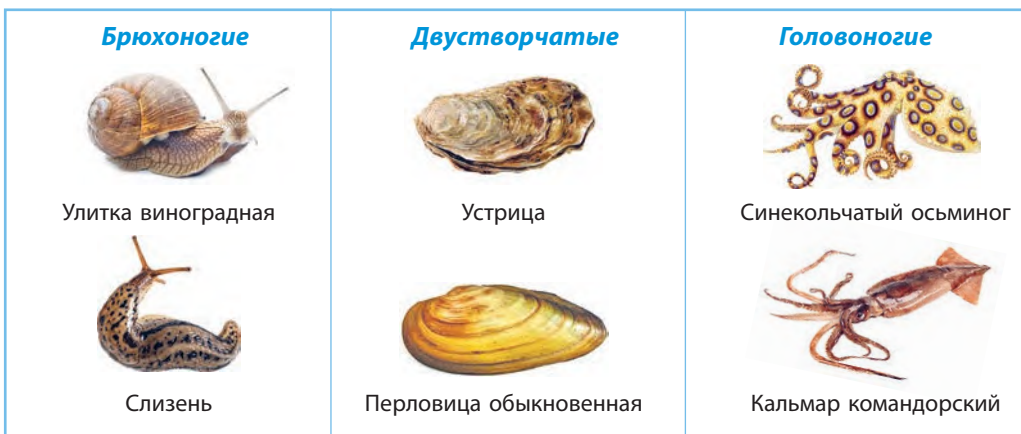 Брюхоногие
Двустворчатые
Головоногие
Улитка виноградная
Устрица
Синекольчатый осьминог
Слизень
Перловица обыкновенная
Кальмар командорский